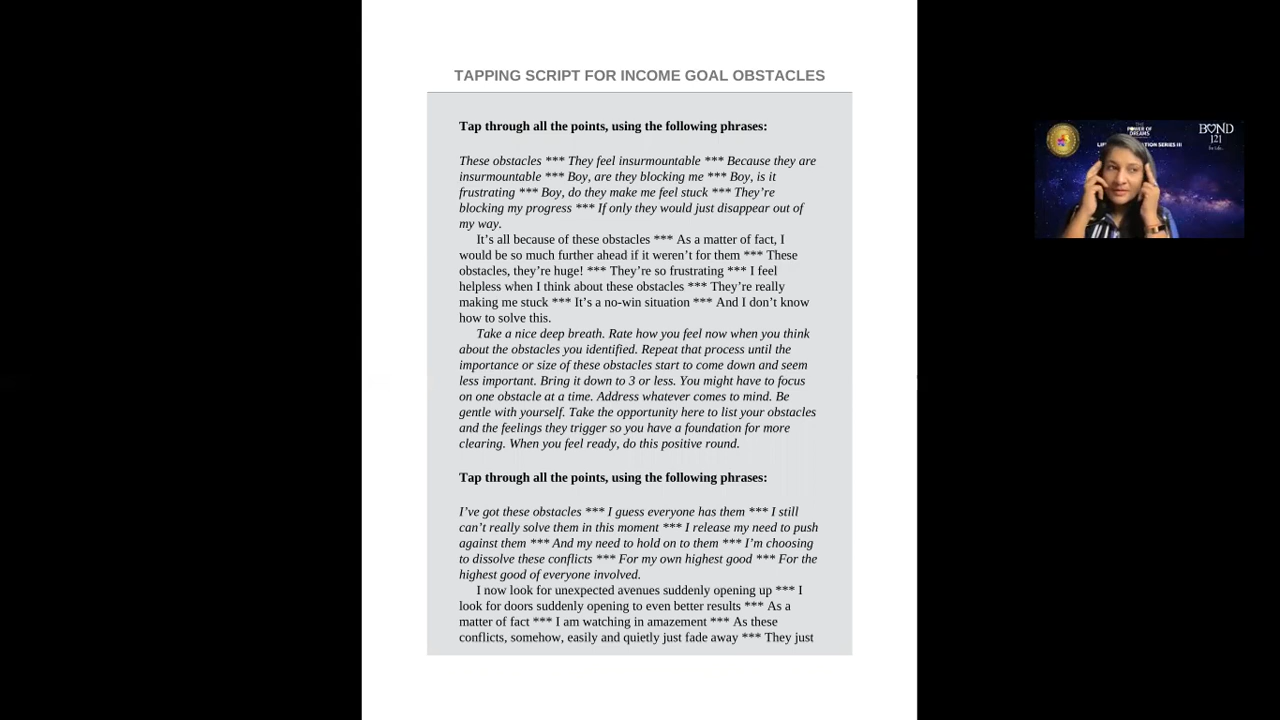 TAPPING SCRIPT FOR INCOME GOAL OBSTACLES
Tap through all the points, using the following phrases:
These obstacles *** They feel insurmountable *** Because they are
insurmountable *** Boy, are they blocking me *** Boy, is it
frustrating *** Boy, do they make me feel stuck *** They’re
blocking my progress *** If only they would just disappear out of
my way.
It’s all because of these obstacles *** As a matter of fact, I
would be so much further ahead if it weren’t for them *** These
obstacles, they’re huge! *** They’re so frustrating *** I feel
helpless when I think about these obstacles *** They’re really
making me stuck *** It’s a no-win situation *** And I don’t know
how to solve this.
Take a nice deep breath. Rate how you feel now when you think
about the obstacles you identified. Repeat that process until the
importance or size of these obstacles start to come down and seem
less important. Bring it down to 3 or less. You might have to focus
on one obstacle at a time. Address whatever comes to mind. Be
gentle with yourself. Take the opportunity here to list your obstacles
and the feelings they trigger so you have a foundation for more
clearing. When you feel ready, do this positive round.
Tap through all the points, using the following phrases:
I’ve got these obstacles *** I guess everyone has them *** I still
can’t really solve them in this moment *** I release my need to push
against them *** And my need to hold on to them *** I’m choosing
to dissolve these conflicts *** For my own highest good *** For the
highest good of everyone involved.
I now look for unexpected avenues suddenly opening up *** I
look for doors suddenly opening to even better results *** As a
matter of fact *** I am watching in amazement *** As these
conflicts, somehow, easily and quietly just fade away *** They just
THE
POWER OF
DREAMS
BOND
121
For Life
SERIES III